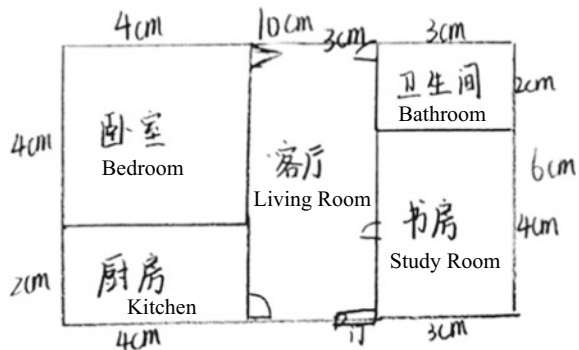 4cm
10cm
3cm
3cm
卫生间
Bathroom
2cm
4cm
卧室
Bedroom
客厅
Living Room
6cm
书房
Study Room
4cm
厨房
Kitchen
2cm
4cm
门
3cm